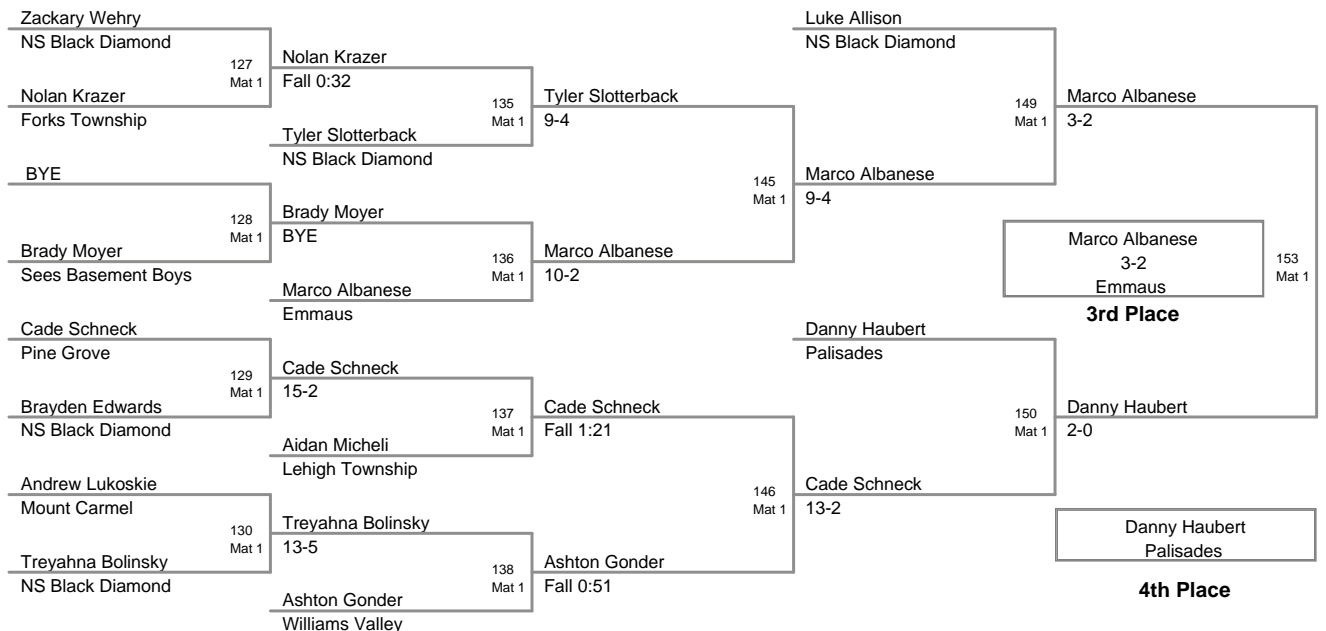 Zackary Wehry
NS Black Diamond
127
Mat 1
Nolan Krazer
Forks Township
BYE
128
Mat 1
Brady Moyer
Sees Basement Boys
Cade Schneck
Pine Grove
129
Mat 1
Brayden Edwards
NS Black Diamond
Andrew Lukoskie
Mount Carmel
130
Mat 1
Treyahna Bolinsky
NS Black Diamond
Nolan Krazer
Fall 0:32
135
Mat 1
Tyler Slotterback
NS Black Diamond
Brady Moyer
BYE
136
Mat 1
Marco Albanese
Emmaus
Cade Schneck
15-2
137
Mat 1
Aidan Micheli
Lehigh Township
Treyahna Bolinsky
13-5
138
Mat 1
Ashton Gonder
Williams Valley
Tyler Slotterback
9-4
145
Mat 1
Marco Albanese
10-2
Cade Schneck
Fall 1:21
146
Mat 1
Ashton Gonder
Fall 0:51
Luke Allison
NS Black Diamond
149
Mat 1
Marco Albanese
9-4
Danny Haubert
Palisades
150
Mat 1
Cade Schneck
13-2
Marco Albanese
3-2
153
Mat 1
Danny Haubert
2-0
Marco Albanese
3-2
Emmaus
3rd Place
Danny Haubert
Palisades
4th Place